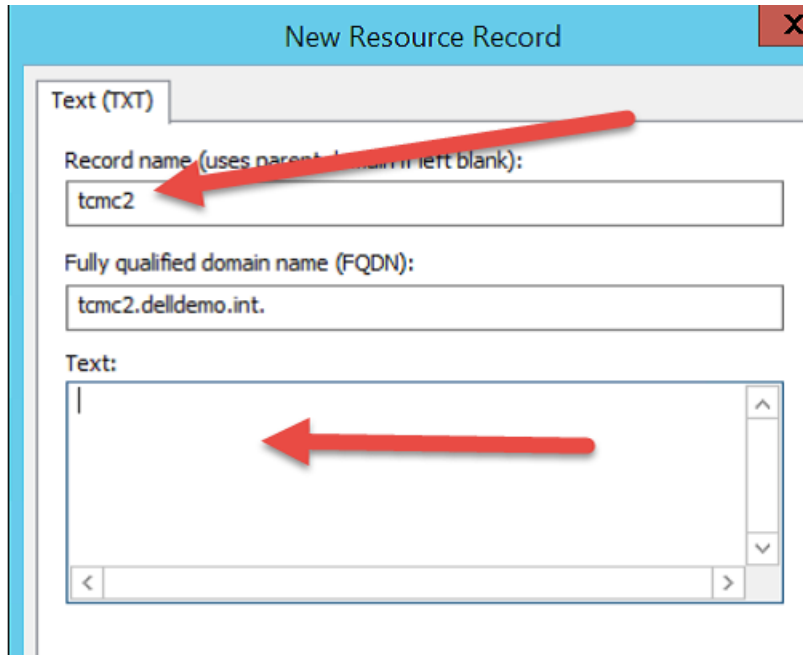 New Resource Record
X
Text (TXT)
Record name (uses parent domain if left blank):
tcmc2
Fully qualified domain name (FQDN):
tcmc2.delldemo.int.
Text: